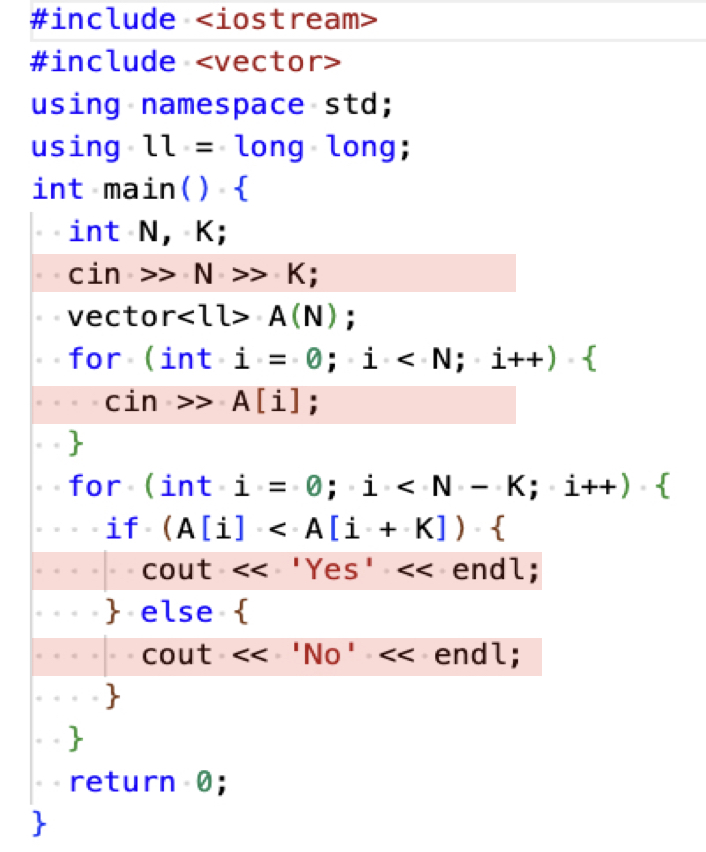 #include <iostream>
#include <vector>
using namespace std;
using ll = long long;
int main() {
  int N, K;
  cin >> N >> K;
  vector<ll> A(N);
  for (int i = 0; i < N; i++) {
    cin >> A[i];
  }
  for (int i = 0; i < N - K; i++) {
    if (A[i] < A[i + K]) {
      cout << 'Yes' << endl;
    } else {
      cout << 'No' << endl;
    }
  }
  return 0;
}